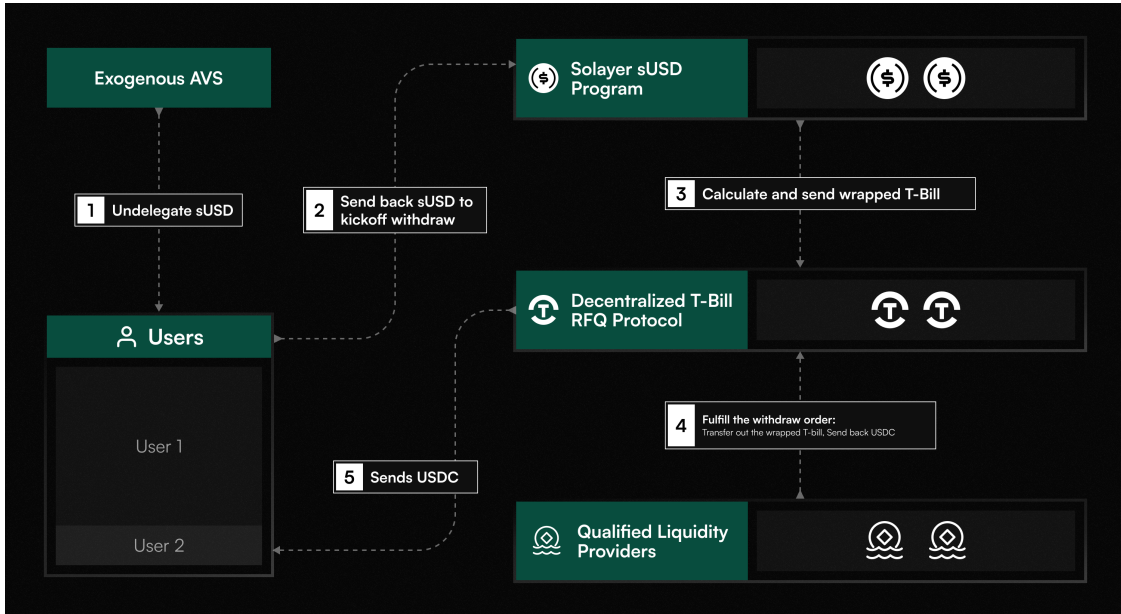 Exogenous AVS
1 Undelegate sUSD
Users
User 1
User 2
2 Send back sUSD to
kickoff withdraw
Solayer sUSD
Program
3 Calculate and send wrapped T-Bill
Decentralized T-Bill
RFQ Protocol
4 Fulfill the withdraw order:
Transfer out the wrapped T-bill, Send back USDC
Qualified Liquidity
Providers
5 Sends USDC